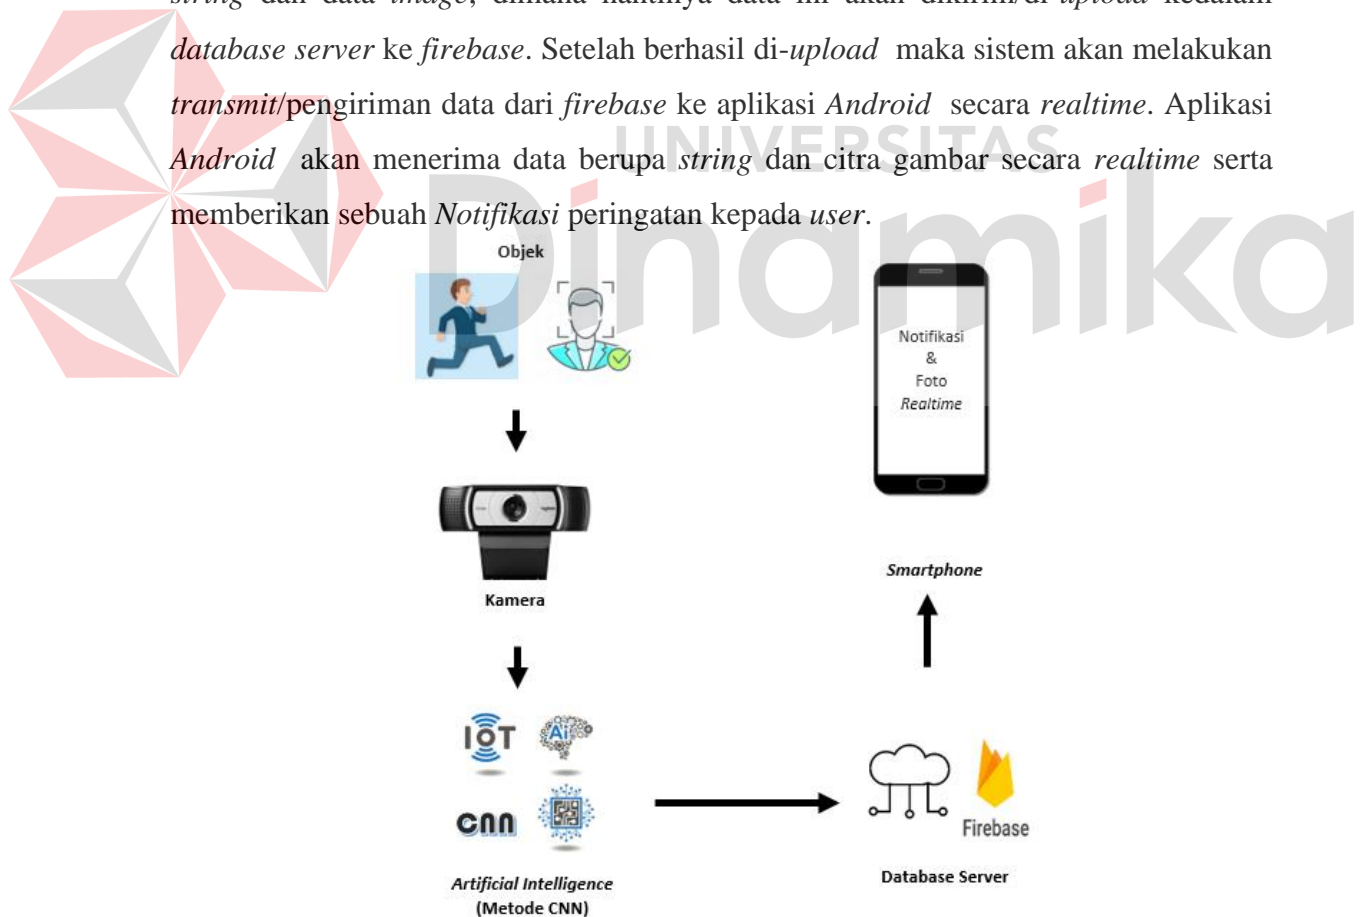 string dan data image, dimana nantinya data ini akan dikirim/di-upload kedalam
database server ke firebase. Setelah berhasil di-upload maka sistem akan melakukan
transmit/pengiriman data dari firebase ke aplikasi Android secara realtime. Aplikasi
Android akan menerima data berupa string dan citra gambar secara realtime serta
memberikan sebuah Notifikasi peringatan kepada user.
UNIVERSITAS
Dinamika
Objek
Notifikasi
&
Foto
Realtime
Kamera
Smartphone
IOT
Ai
CNN
Firebase
Artificial Intelligence
(Metode CNN)
Database Server